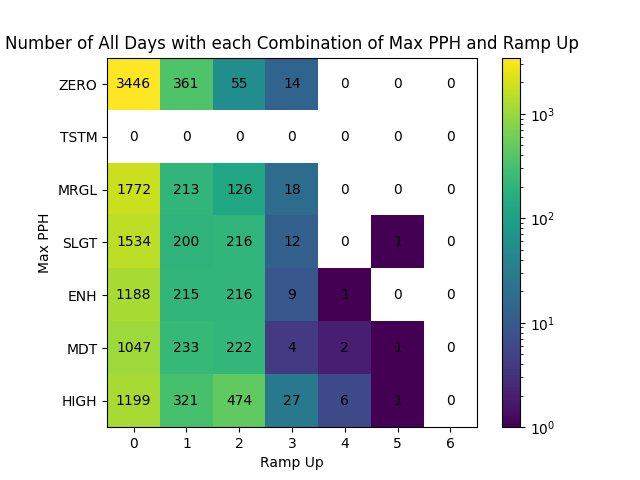 Number of All Days with each Combination of Max PPH and Ramp Up
ZERO 3446 361 55 14 0 0 0
TSTM 0 0 0 0 0 0 0
MRGL 1772 213 126 18 0 0 0
SLGT 1534 200 216 12 0 1 0
ENH 1188 215 216 9 1 0 0
MDT 1047 233 222 4 2 1 0
HIGH 1199 321 474 27 6 1 0
0 1 2 3 4 5 6
Ramp Up
Max PPH
10³
10²
10¹
10⁰